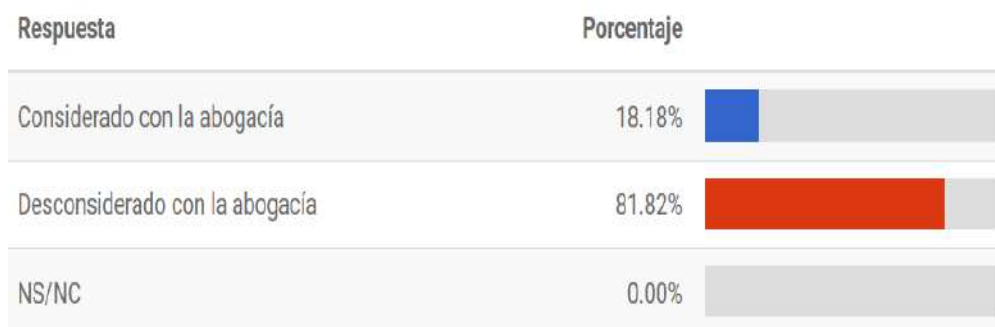 Respuesta Porcentaje
Considerado con la abogacía 18.18%
Desconsiderado con la abogacía 81.82%
NS/NC 0.00%